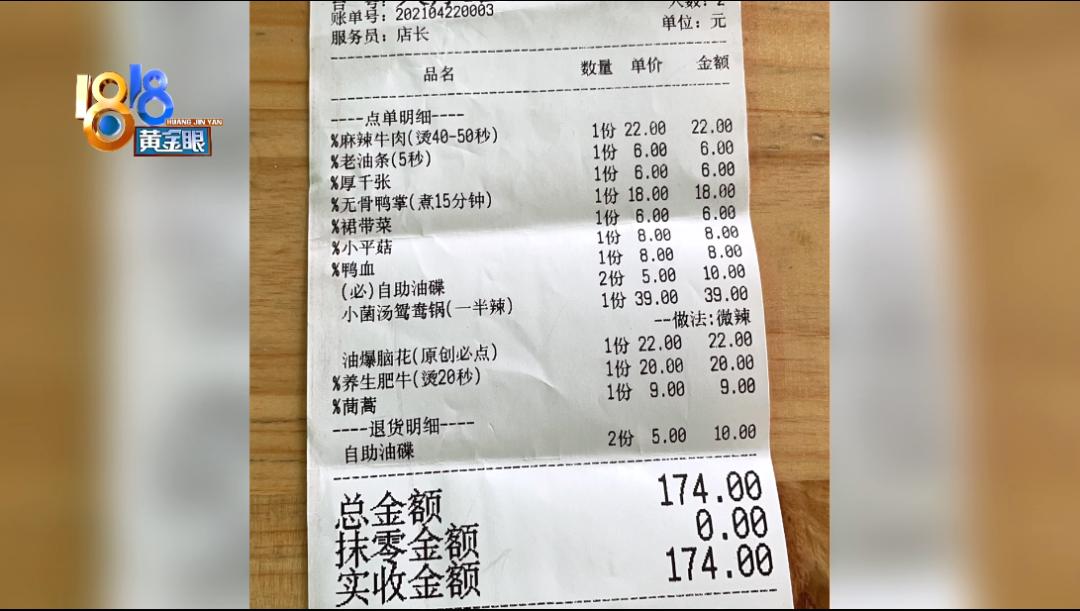 账单号: 202104220003
服务员: 店长
单位: 元
品名 数量 单价 金额
----点单明细----
%麻辣牛肉(烫40-50秒) 1份 22.00 22.00
%老油条(5秒) 1份 6.00 6.00
%厚千张 1份 6.00 6.00
%无骨鸭掌(煮15分钟) 1份 18.00 18.00
%裙带菜 1份 6.00 6.00
%小平菇 1份 8.00 8.00
%鸭血 1份 8.00 8.00
(必)自助油碟 2份 5.00 10.00
小菌汤鸳鸯锅(一半辣) 1份 39.00 39.00
--做法:微辣
油爆脑花(原创必点) 1份 22.00 22.00
%养生肥牛(烫20秒) 1份 20.00 20.00
%茼蒿 1份 9.00 9.00
----退货明细----
自助油碟 2份 5.00 10.00
总金额 174.00
抹零金额 0.00
实收金额 174.00
1818
HUANG JIN YAN
黄金眼